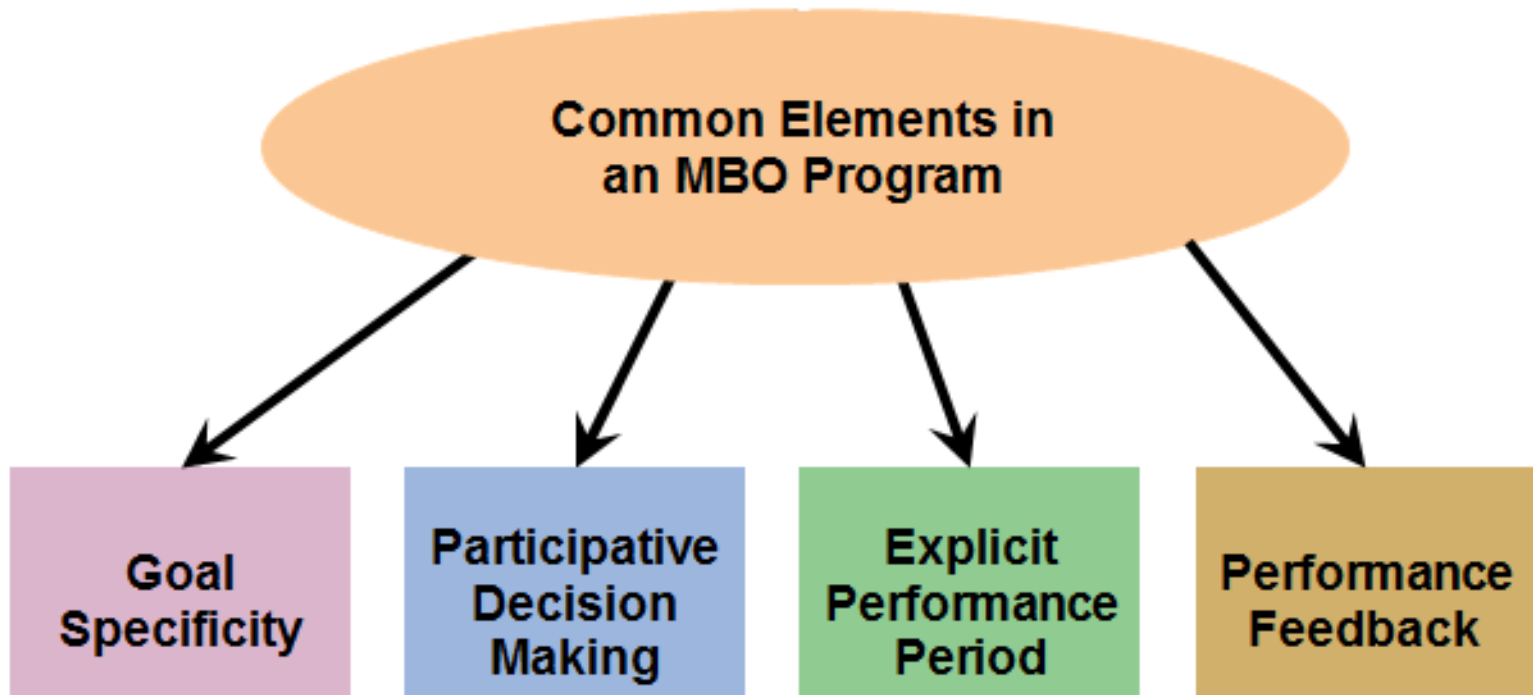 Common Elements in
an MBO Program
Goal
Specificity
Participative
Decision
Making
Explicit
Performance
Period
Performance
Feedback